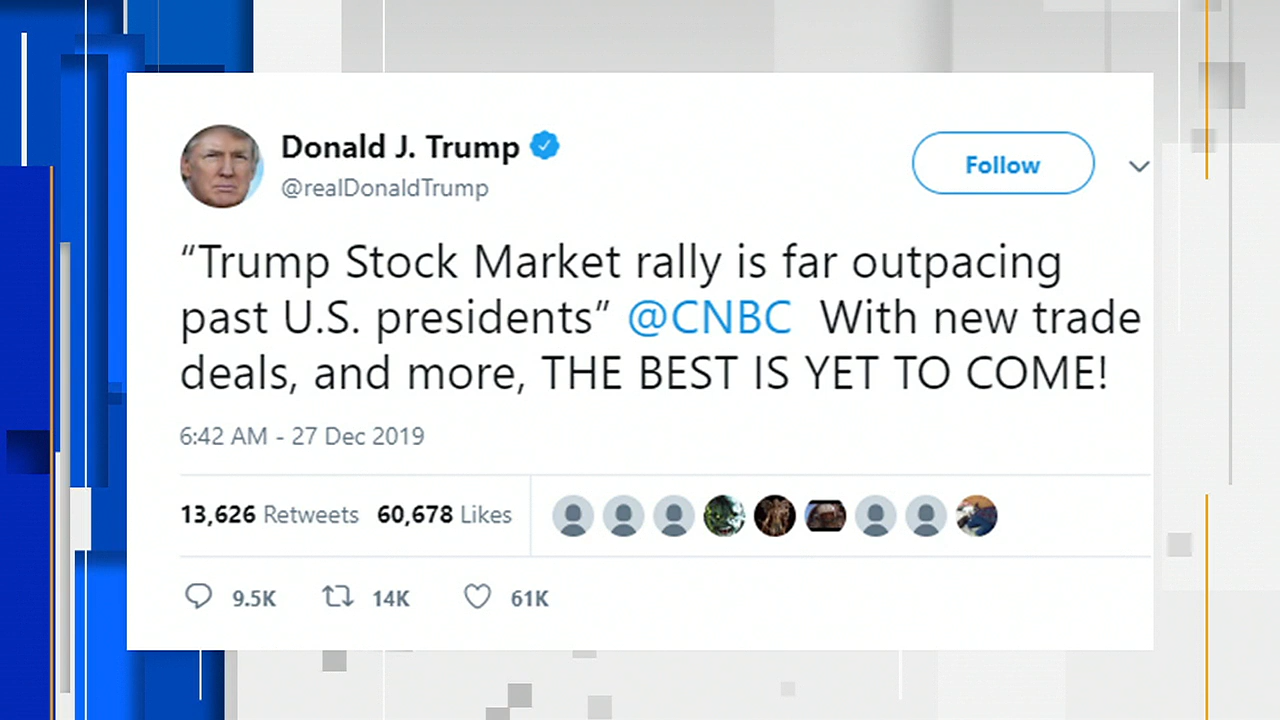 Donald J. Trump
@realDonaldTrump
Follow
“Trump Stock Market rally is far outpacing
past U.S. presidents” @CNBC  With new trade
deals, and more, THE BEST IS YET TO COME!
6:42 AM - 27 Dec 2019
13,626 Retweets 60,678 Likes
9.5K 14K 61K